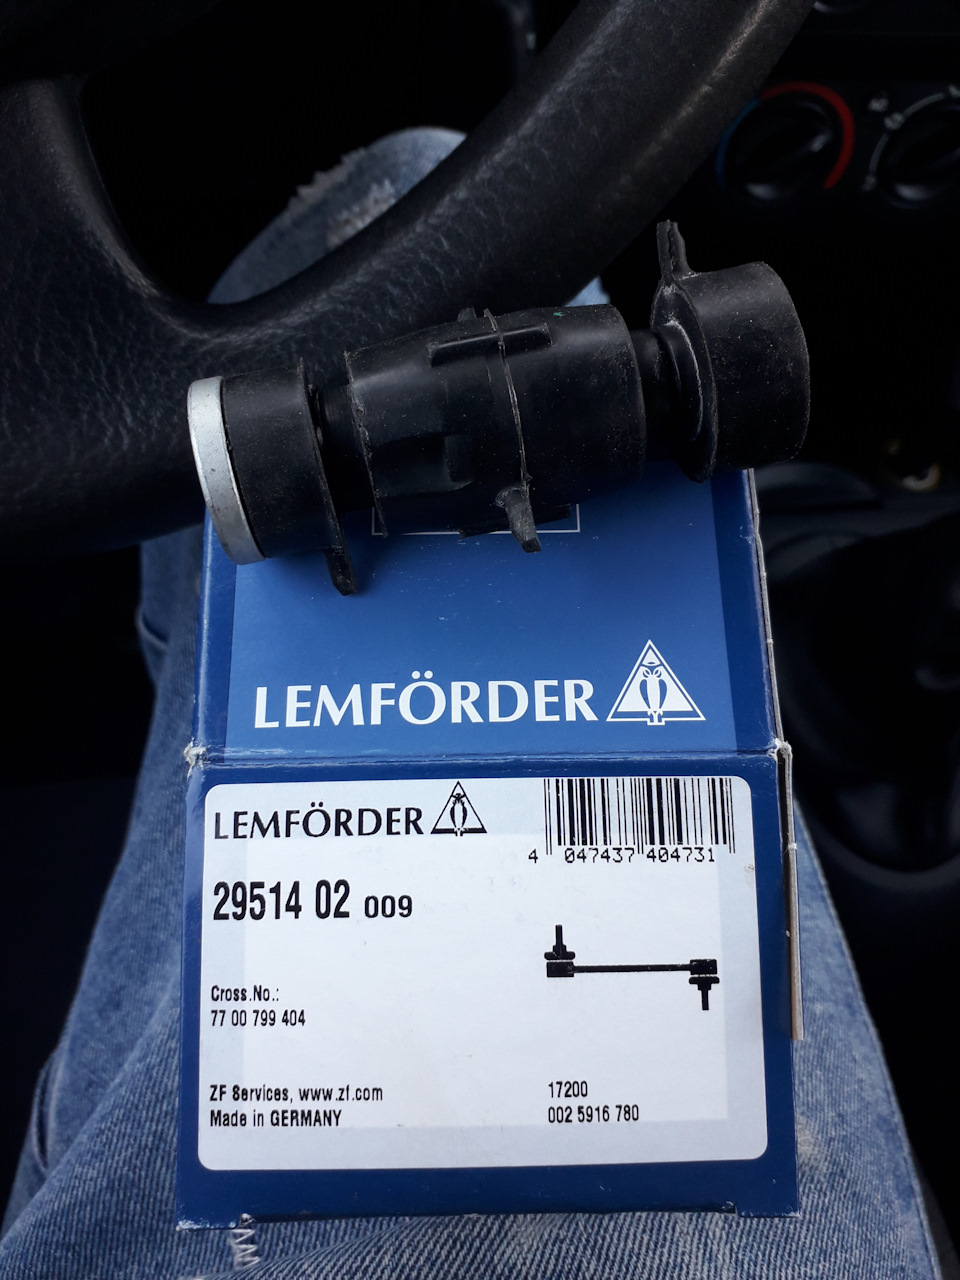 LEMFÖRDER
LEMFÖRDER
4 047437 404731
29514 02 009
Cross.No.:
77 00 799 404
ZF Services, www.zf.com
Made in GERMANY
17200
002 5916 780